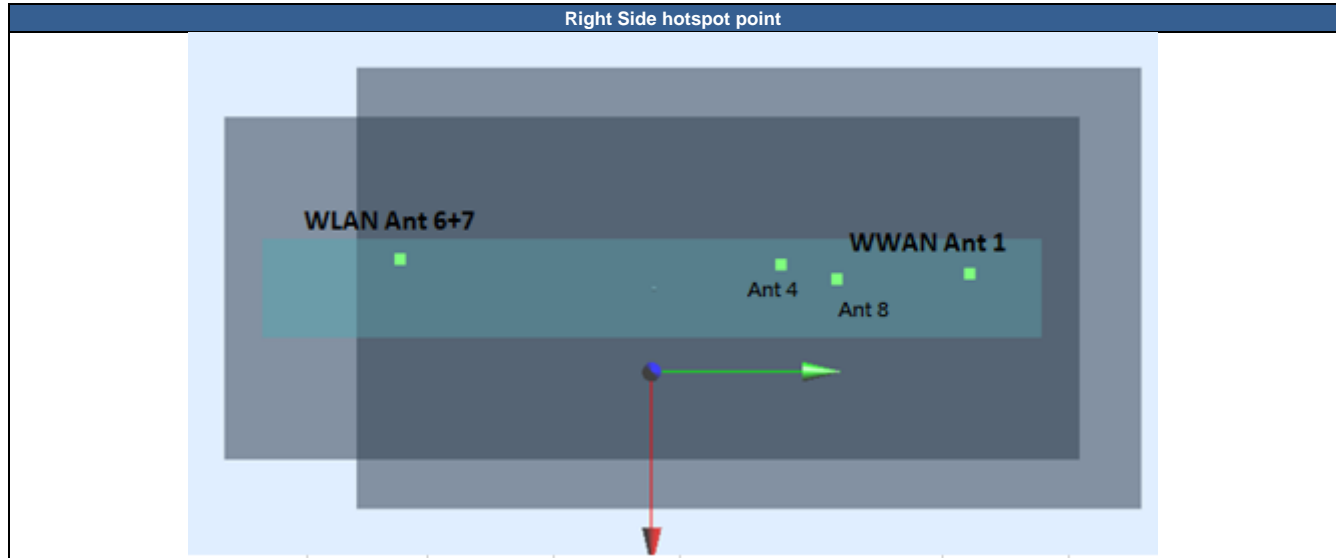 Right Side hotspot point
WLAN Ant 6+7
WWAN Ant 1
Ant 4
Ant 8